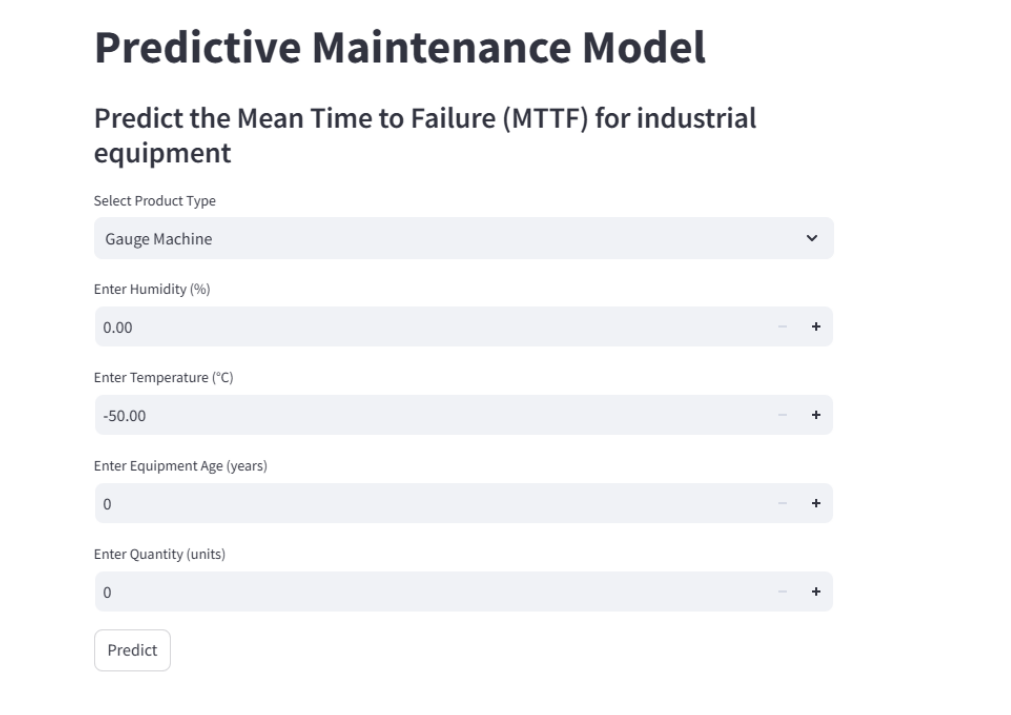 Predictive Maintenance Model
Predict the Mean Time to Failure (MTTF) for industrial
equipment
Select Product Type
Gauge Machine
Enter Humidity (%)
0.00
Enter Temperature (°C)
-50.00
Enter Equipment Age (years)
0
Enter Quantity (units)
0
Predict